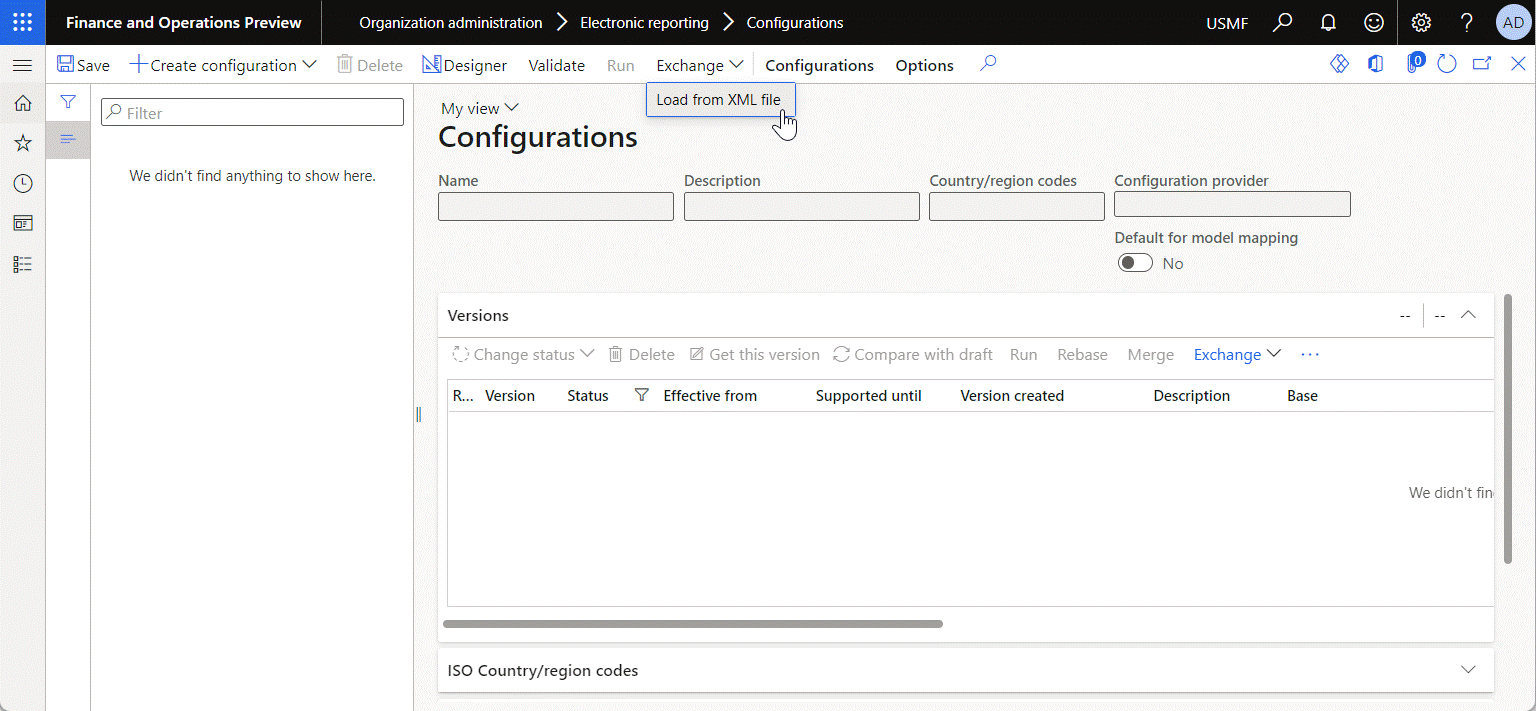 Finance and Operations Preview Organization administration Electronic reporting Configurations USMF AD
Save Create configuration Delete Designer Validate Run Exchange Configurations Options 0
Load from XML file
Filter
We didn't find anything to show here.
My view
Configurations
Name Description Country/region codes Configuration provider
Default for model mapping
No
Versions -- --
Change status Delete Get this version Compare with draft Run Rebase Merge Exchange ...
R... Version Status Effective from Supported until Version created Description Base
We didn't fin
ISO Country/region codes